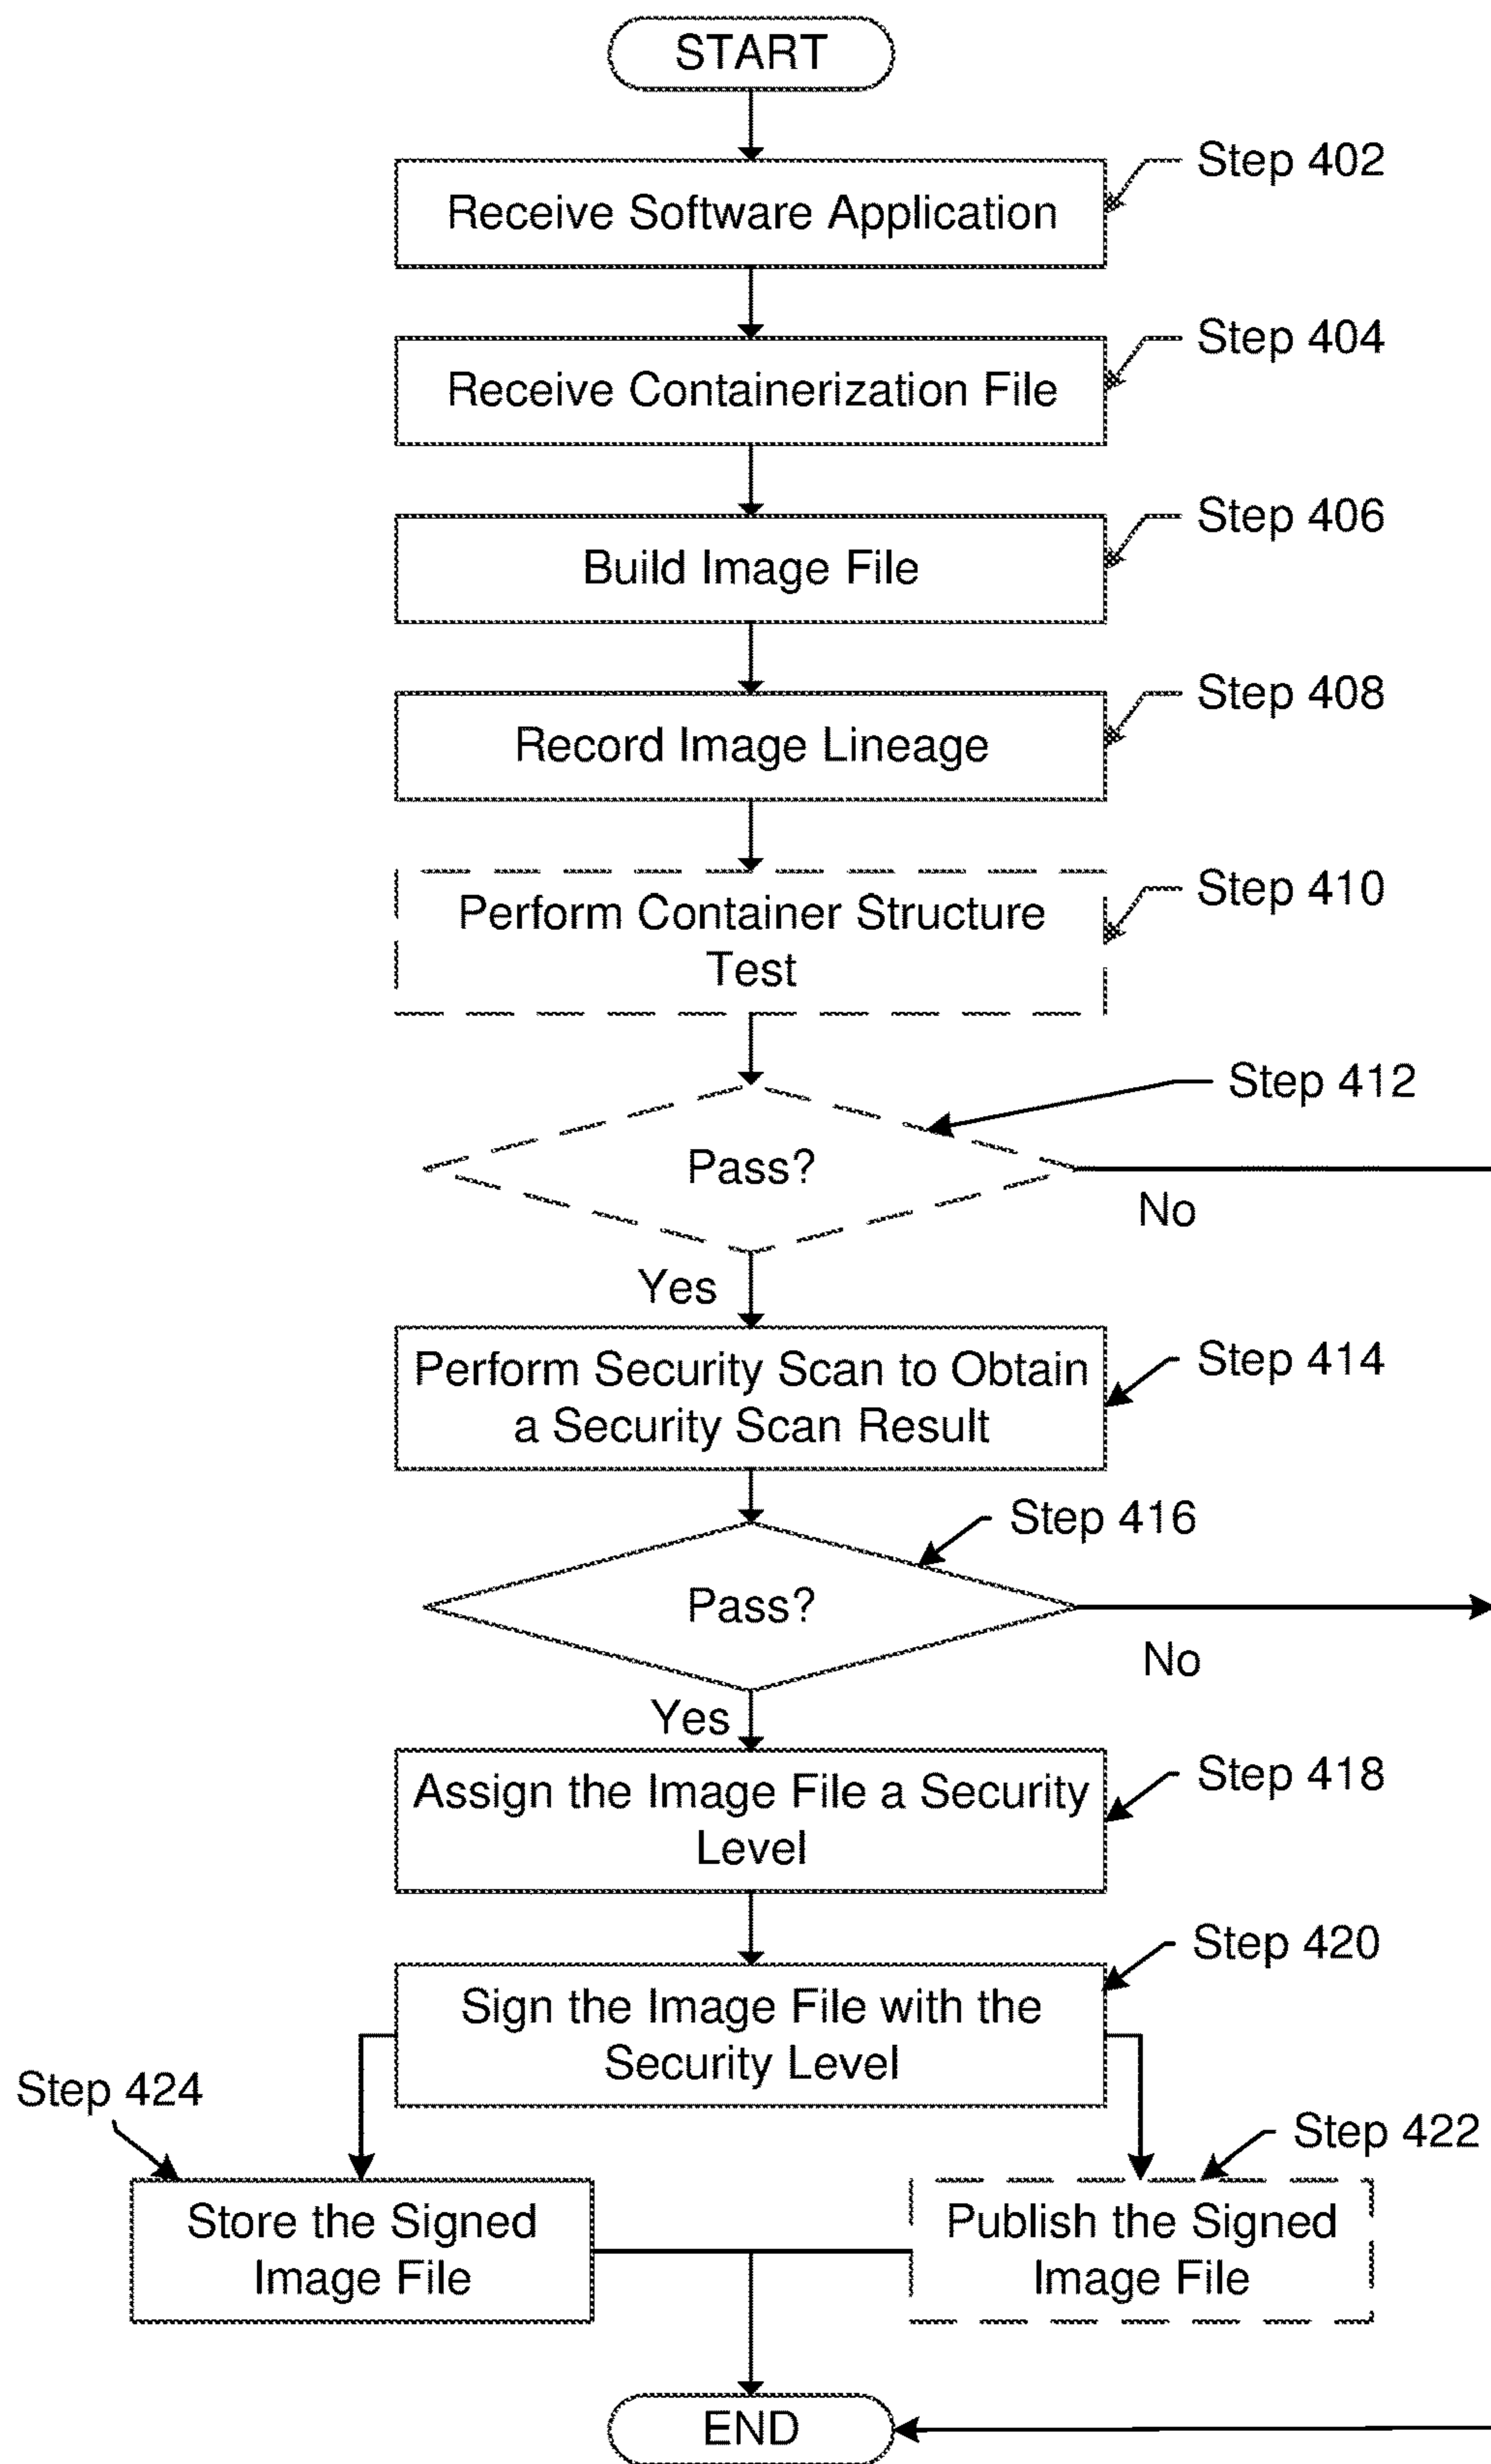 START
Step 402
Receive Software Application
Step 404
Receive Containerization File
Step 406
Build Image File
Step 408
Record Image Lineage
Step 410
Perform Container Structure
Test
Step 412
Pass?
No
Yes
Step 414
Perform Security Scan to Obtain
a Security Scan Result
Step 416
Pass?
No
Yes
Step 418
Assign the Image File a Security
Level
Step 420
Sign the Image File with the
Security Level
Step 424
Step 422
Store the Signed
Image File
Publish the Signed
Image File
END